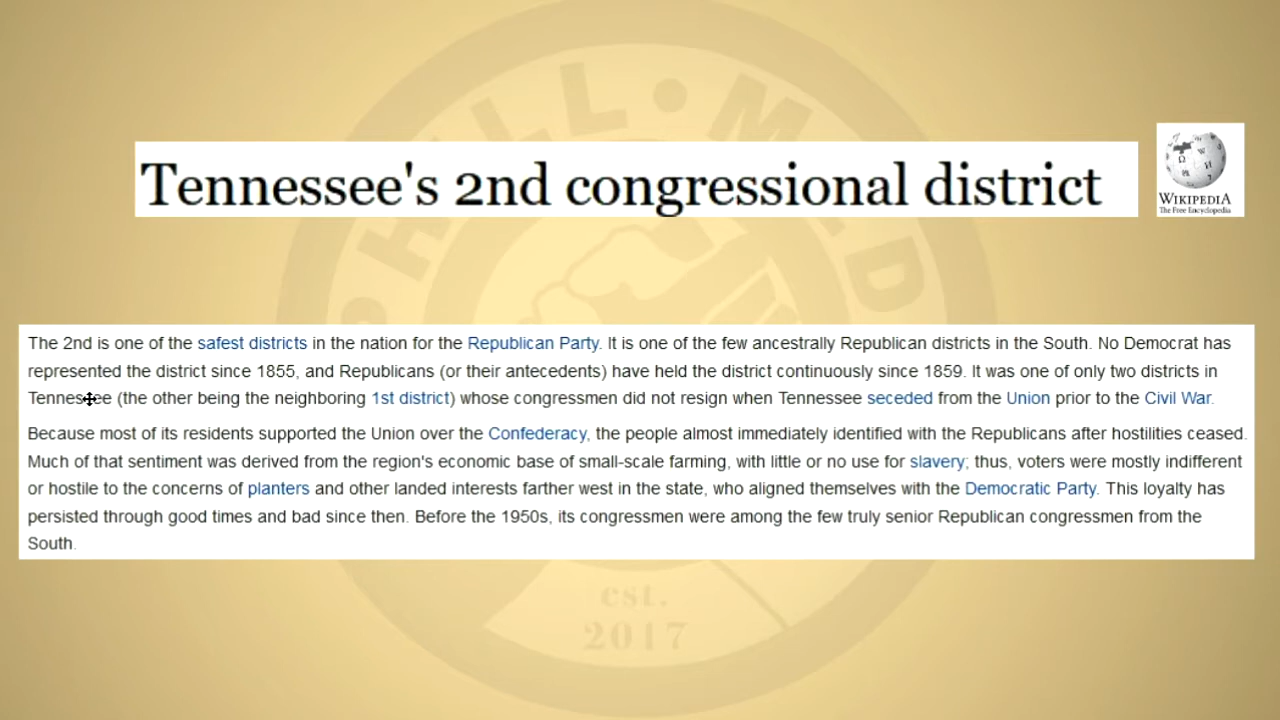 HILL • M.D
Tennessee's 2nd congressional district
WIKIPEDIA
The Free Encyclopedia
The 2nd is one of the safest districts in the nation for the Republican Party. It is one of the few ancestrally Republican districts in the South. No Democrat has
represented the district since 1855, and Republicans (or their antecedents) have held the district continuously since 1859. It was one of only two districts in
Tennessee (the other being the neighboring 1st district) whose congressmen did not resign when Tennessee seceded from the Union prior to the Civil War.
Because most of its residents supported the Union over the Confederacy, the people almost immediately identified with the Republicans after hostilities ceased.
Much of that sentiment was derived from the region's economic base of small-scale farming, with little or no use for slavery; thus, voters were mostly indifferent
or hostile to the concerns of planters and other landed interests farther west in the state, who aligned themselves with the Democratic Party. This loyalty has
persisted through good times and bad since then. Before the 1950s, its congressmen were among the few truly senior Republican congressmen from the
South.
est.
2017